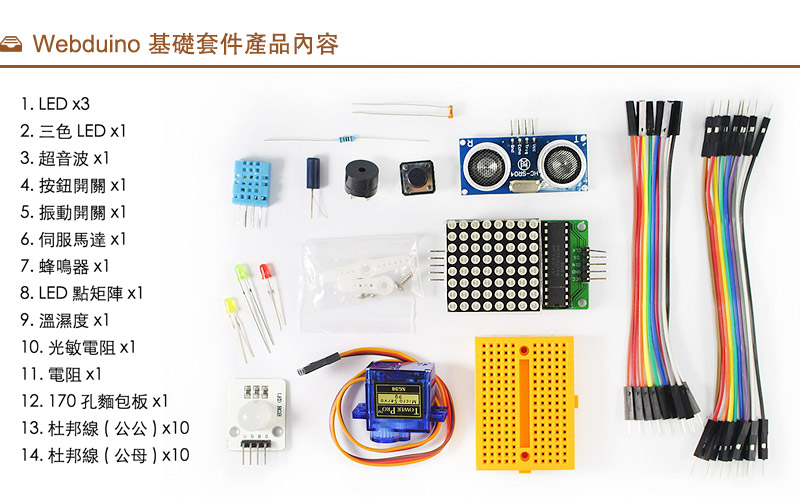 Webduino 基礎套件產品內容
1. LED x3
2. 三色 LED x1
3. 超音波 x1
4. 按鈕開關 x1
5. 振動開關 x1
6. 伺服馬達 x1
7. 蜂鳴器 x1
8. LED 點矩陣 x1
9. 溫濕度 x1
10. 光敏電阻 x1
11. 電阻 x1
12. 170 孔麵包板 x1
13. 杜邦線 ( 公公 ) x10
14. 杜邦線 ( 公母 ) x10
HC-SR04
Tower Pro
Micro Servo
9g
SG90